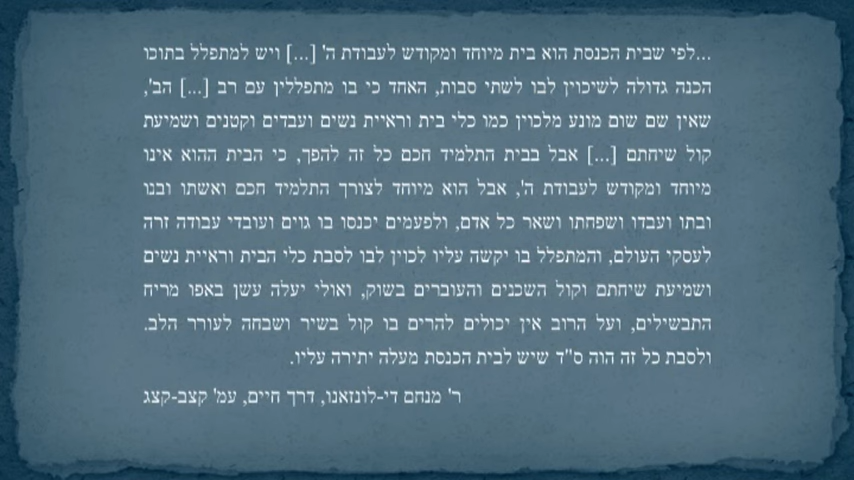 ...לפי שבית הכנסת הוא בית מיוחד ומקודש לעבודת ה' [...] ויש למתפלל בתוכו
הכנה גדולה לשיכוין לבו לשתי סבות, האחד כי בו מתפללין עם רב [...] הב',
שאין שם שום מונע מלכוין כמו כלי בית וראיית נשים ועבדים וקטנים ושמיעת
קול שיחתם [...] אבל בבית התלמיד חכם כל זה להפך, כי הבית ההוא אינו
מיוחד ומקודש לעבודת ה', אבל הוא מיוחד לצורך התלמיד חכם ואשתו ובנו
ובתו ועבדו ושפחתו ושאר כל אדם, ולפעמים יכנסו בו גוים ועובדי עבודה זרה
לעסקי העולם, והמתפלל בו יקשה עליו לכוין לבו לסבת כלי הבית וראיית נשים
ושמיעת שיחתם וקול השכנים והעוברים בשוק, ואולי יעלה עשן באפו מריח
התבשילים, ועל הרוב אין יכולים להרים בו קול בשיר ושבחה לעורר הלב.
ולסבת כל זה הוה ס"ד שיש לבית הכנסת מעלה יתירה עליו.
ר' מנחם די-לונזאנו, דרך חיים, עמ' קצב-קצג